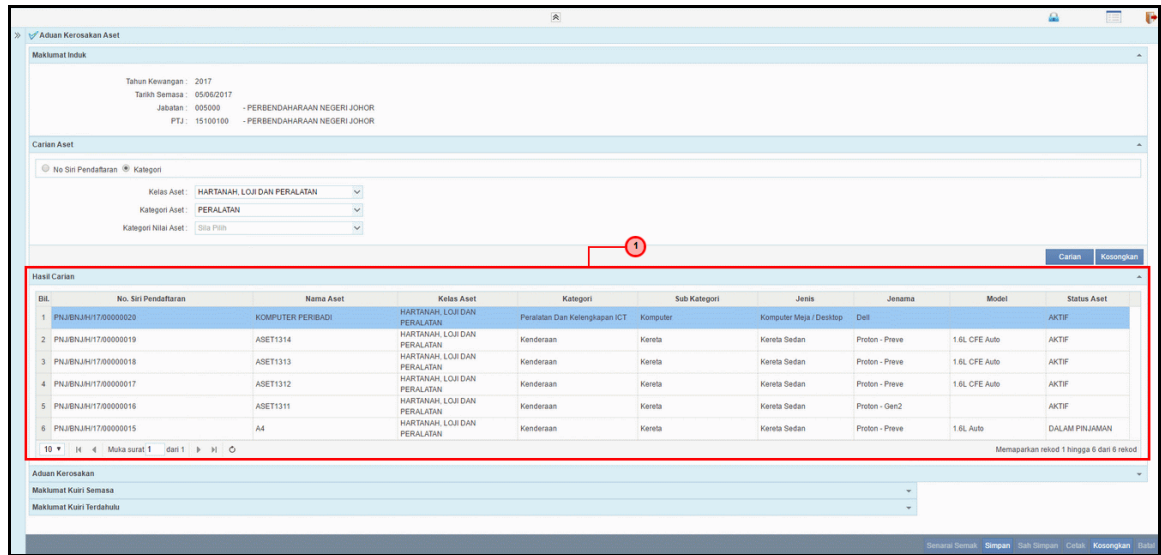 Aduan Kerosakan Aset
Maklumat Induk
Tahun Kewangan : 2017
Tarikh Semasa : 05/06/2017
Jabatan : 005000 - PERBENDAHARAAN NEGERI JOHOR
PTJ : 15100100 - PERBENDAHARAAN NEGERI JOHOR
Carian Aset
No Siri Pendaftaran Kategori
Kelas Aset : HARTANAH, LOJI DAN PERALATAN
Kategori Aset : PERALATAN
Kategori Nilai Aset : Sila Pilih
1
Carian Kosongkan
Hasil Carian
Bil. No. Siri Pendaftaran Nama Aset Kelas Aset Kategori Sub Kategori Jenis Jenama Model Status Aset
1 PNJ/BNJ/H/17/00000020 KOMPUTER PERIBADI HARTANAH, LOJI DAN PERALATAN Peralatan Dan Kelengkapan ICT Komputer Komputer Meja / Desktop Dell AKTIF
2 PNJ/BNJ/H/17/00000019 ASET1314 HARTANAH, LOJI DAN PERALATAN Kenderaan Kereta Kereta Sedan Proton - Preve 1.6L CFE Auto AKTIF
3 PNJ/BNJ/H/17/00000018 ASET1313 HARTANAH, LOJI DAN PERALATAN Kenderaan Kereta Kereta Sedan Proton - Preve 1.6L CFE Auto AKTIF
4 PNJ/BNJ/H/17/00000017 ASET1312 HARTANAH, LOJI DAN PERALATAN Kenderaan Kereta Kereta Sedan Proton - Preve 1.6L CFE Auto AKTIF
5 PNJ/BNJ/H/17/00000016 ASET1311 HARTANAH, LOJI DAN PERALATAN Kenderaan Kereta Kereta Sedan Proton - Gen2 AKTIF
6 PNJ/BNJ/H/17/00000015 A4 HARTANAH, LOJI DAN PERALATAN Kenderaan Kereta Kereta Sedan Proton - Preve 1.6L Auto DALAM PINJAMAN
10 Muka surat 1 dari 1 Memaparkan rekod 1 hingga 6 dari 6 rekod
Aduan Kerosakan
Maklumat Kuiri Semasa
Maklumat Kuiri Terdahulu
Senarai Semak Simpan Sah Simpan Cetak Kosongkan Batal